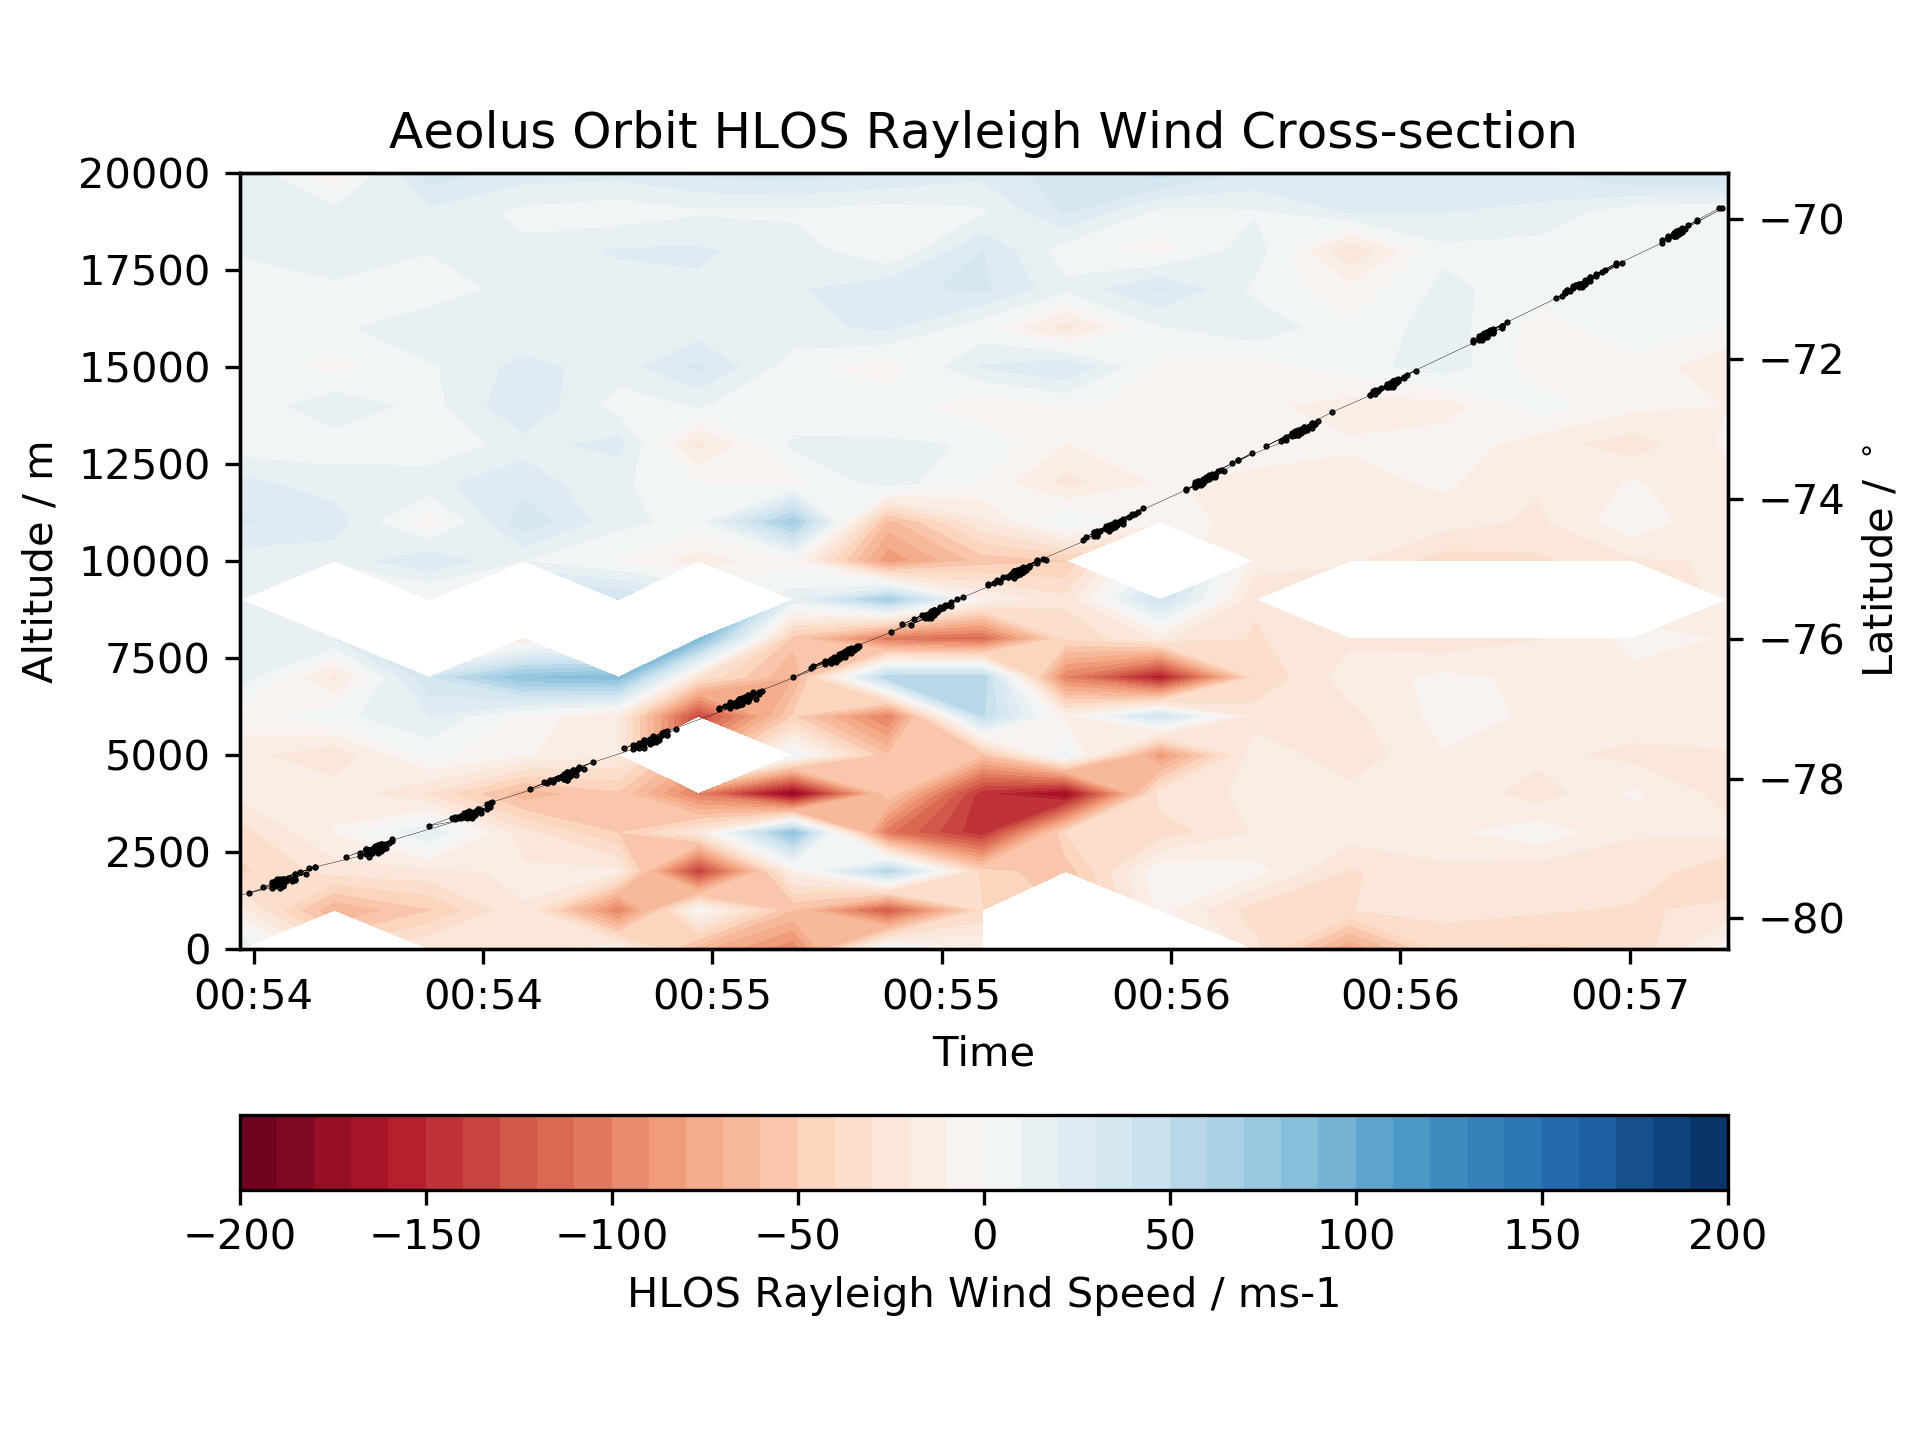 Aeolus Orbit HLOS Rayleigh Wind Cross-section
20000
17500
15000
12500
10000
7500
5000
2500
0
Altitude / m
−70
−72
−74
−76
−78
−80
Latitude / °
00:54 00:54 00:55 00:55 00:56 00:56 00:57
Time
−200 −150 −100 −50 0 50 100 150 200
HLOS Rayleigh Wind Speed / ms-1